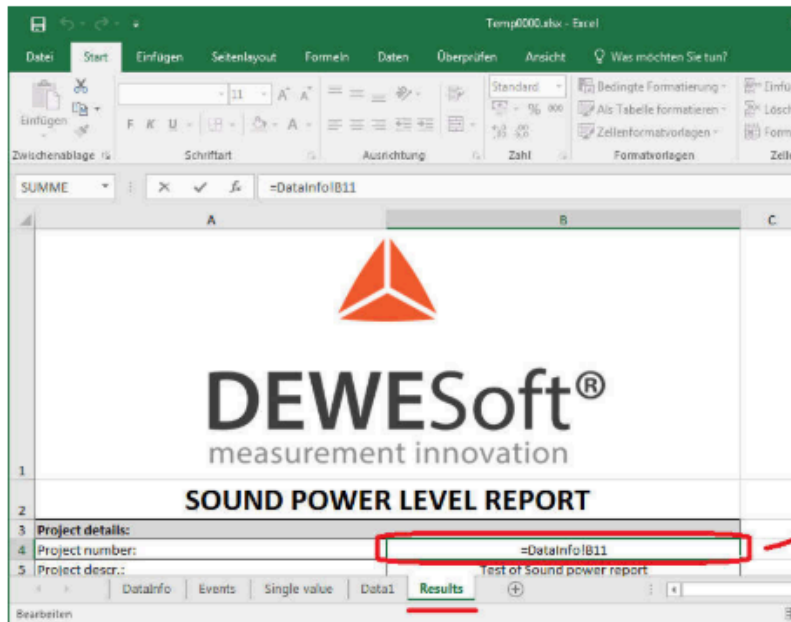 Temp0000.xlsx - Excel
Datei Start Einfügen Seitenlayout Formeln Daten Überprüfen Ansicht Was möchten Sie tun?
11 A A Standard Bedingte Formatierung
Einfügen F K U A % 000 Als Tabelle formatieren
Zellenformatvorlagen
Zwischenablage Schriftart Ausrichtung Zahl Formatvorlagen
SUMME fx =DataInfo!B11
A B C
DEWESoft®
measurement innovation
1
2 SOUND POWER LEVEL REPORT
3 Project details:
4 Project number: =DataInfo!B11
5 Project descr.: Test of Sound power report
DataInfo Events Single value Data1 Results
Bearbeiten